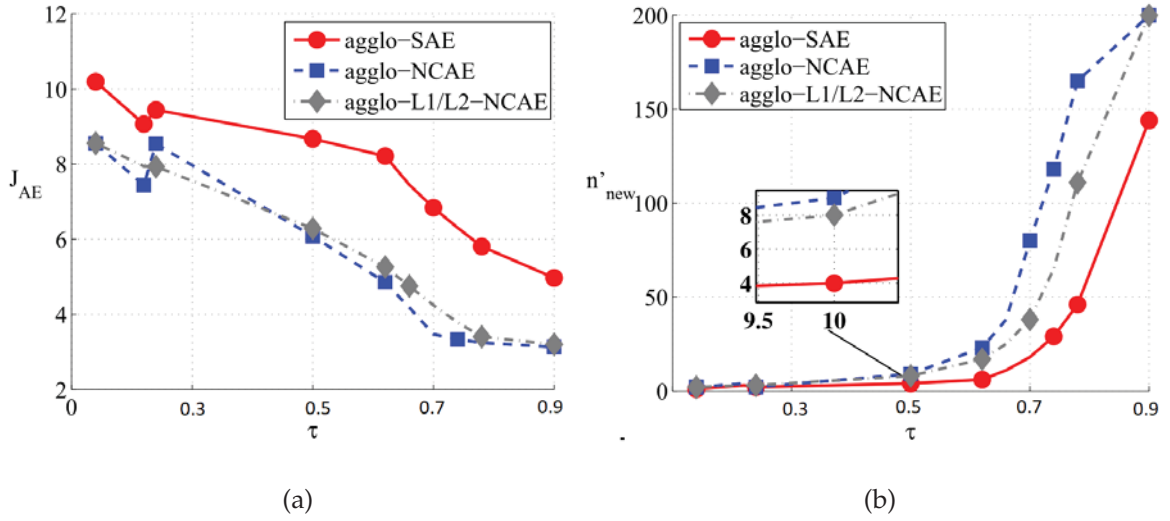 12
10
8
6
4
2
J_AE
agglo−SAE
agglo−NCAE
agglo−L1/L2−NCAE
0 0.3 0.5 0.7 0.9
τ
(a)
200
150
100
50
0
n'_new
agglo−SAE
agglo−NCAE
agglo−L1/L2−NCAE
8
6
4
9.5 10
0.3 0.5 0.7 0.9
τ
(b)